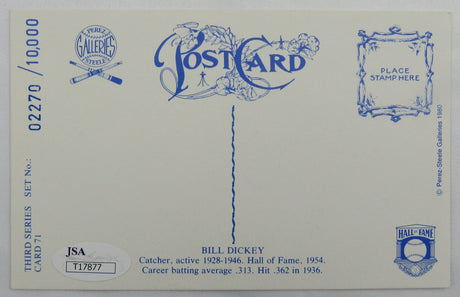 PEREZ
GALLERIES
STEELE
POST CARD
PLACE
STAMP HERE
© Perez-Steele Galleries 1980
02270 /10,000
THIRD SERIES SET No.:
CARD 71
JSA
T17877
BILL DICKEY
Catcher, active 1928-1946. Hall of Fame, 1954.
Career batting average .313. Hit .362 in 1936.
HALL OF FAME